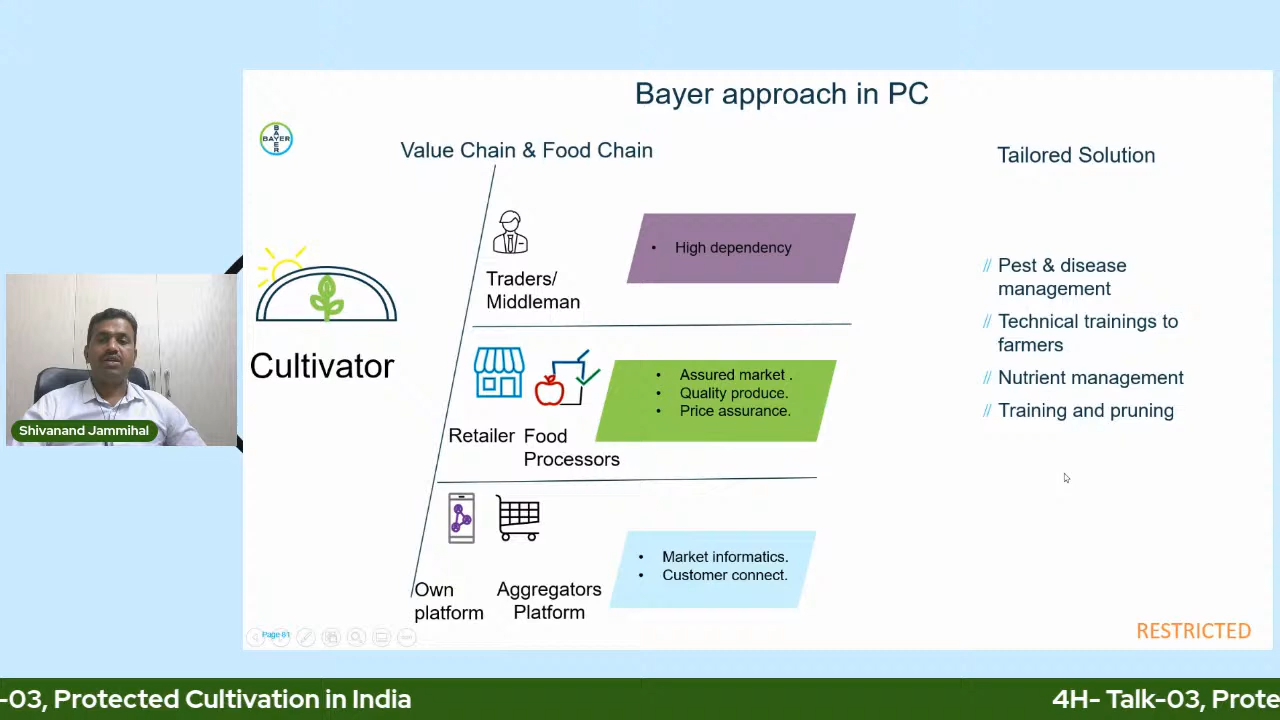 Bayer approach in PC
BAYER
BAYER
Value Chain & Food Chain
Tailored Solution
Traders/
Middleman
• High dependency
Cultivator
Retailer
Food
Processors
• Assured market .
• Quality produce.
• Price assurance.
Own
platform
Aggregators
Platform
• Market informatics.
• Customer connect.
// Pest & disease
management
// Technical trainings to
farmers
// Nutrient management
// Training and pruning
Shivanand Jammihal
Page 81
RESTRICTED
-03, Protected Cultivation in India
4H- Talk-03, Prote